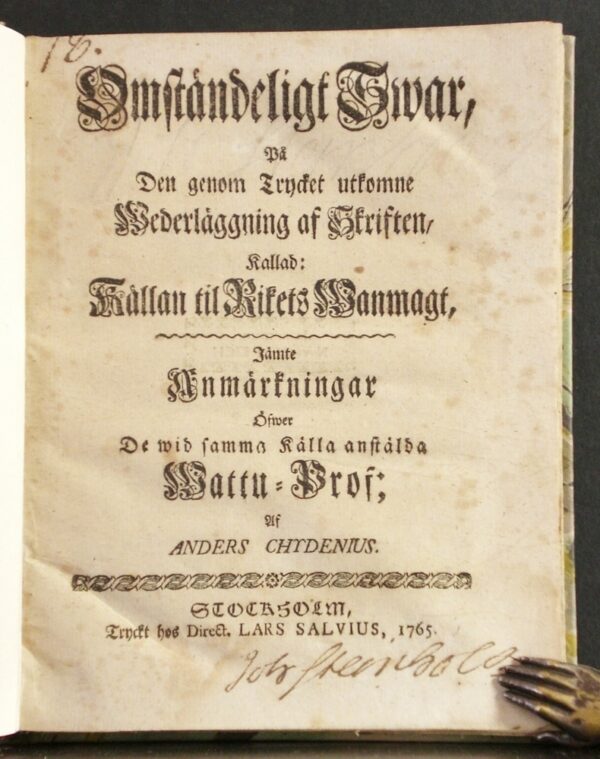 18.
Omständeligt Swar,
På
Den genom Trycket utkomne
Wederläggning af Skriften,
Kallad:
Källan til Rikets Wanmagt,
Jämte
Anmärkningar
Öfwer
De wid samma Källa anstälda
Wattu-Prof;
Af
ANDERS CHYDENIUS.
STOCKHOLM,
Tryckt hos Direct. LARS SALVIUS, 1765.